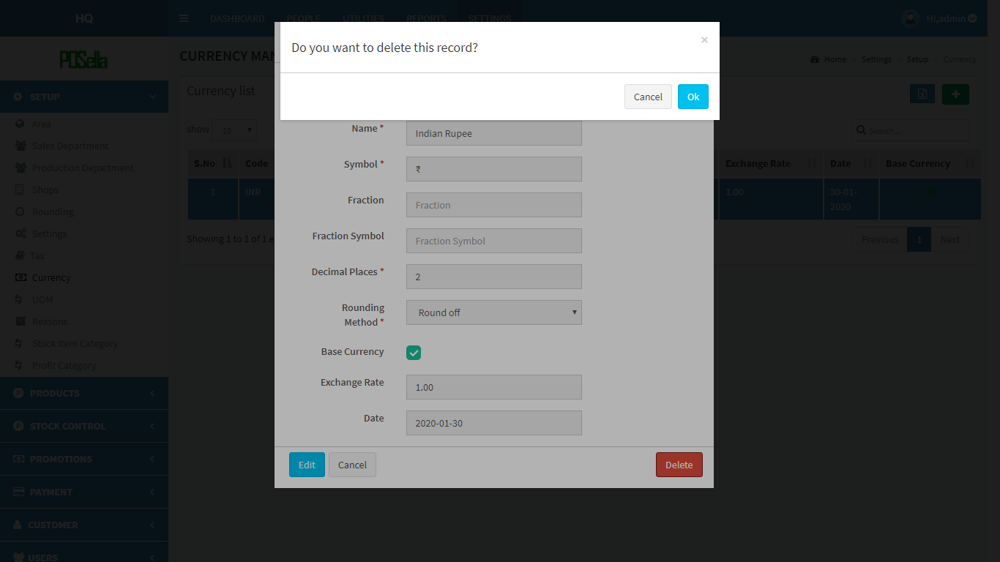 HQ
DASHBOARD
PEOPLE
UTILITIES
REPORTS
SETTINGS
Hi,admin
POSella
CURRENCY MAN
Home
Settings
Setup
Currency
Do you want to delete this record?
×
Cancel
Ok
SETUP
Area
Sales Department
Production Department
Shops
Rounding
Settings
Tax
Currency
UOM
Reasons
Stock Item Category
Profit Category
PRODUCTS
STOCK CONTROL
PROMOTIONS
PAYMENT
CUSTOMER
USERS
Currency list
show 10
Search...
S.No Code Exchange Rate Date Base Currency
1 INR 1.00 30-01-
2020
Showing 1 to 1 of 1 e
Previous 1 Next
Name * Indian Rupee
Symbol * ₹
Fraction Fraction
Fraction Symbol Fraction Symbol
Decimal Places * 2
Rounding
Method * Round off
Base Currency
Exchange Rate 1.00
Date 2020-01-30
Edit Cancel Delete